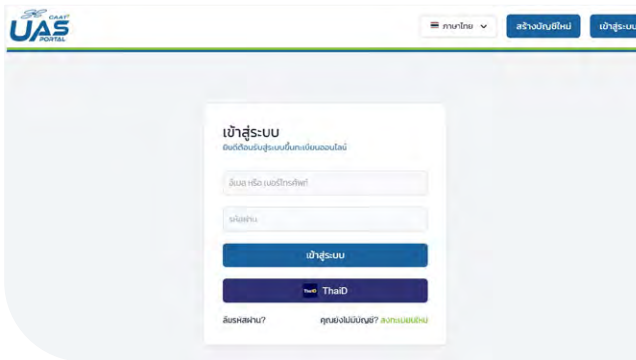 CAAT
UAS
PORTAL
ภาษาไทย
สร้างบัญชีใหม่
เข้าสู่ระบบ
เข้าสู่ระบบ
ยินดีต้อนรับสู่ระบบขึ้นทะเบียนออนไลน์
อีเมล หรือ เบอร์โทรศัพท์
รหัสผ่าน
เข้าสู่ระบบ
ThaiD ThaiD
ลืมรหัสผ่าน? คุณยังไม่มีบัญชี? ลงทะเบียนใหม่